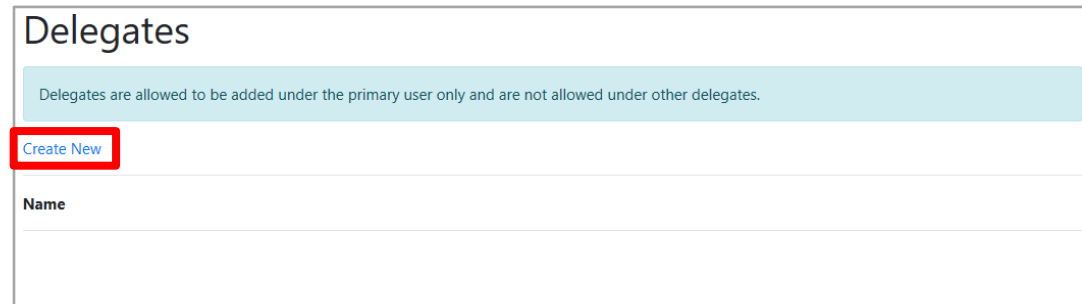 Delegates
Delegates are allowed to be added under the primary user only and are not allowed under other delegates.
Create New
Name